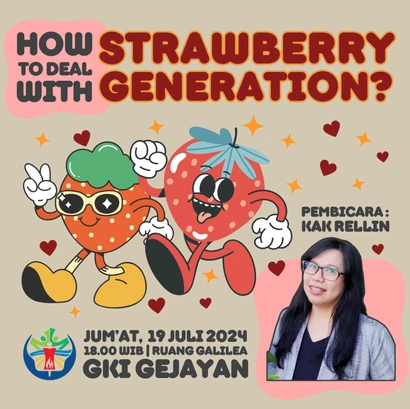 HOW
TO DEAL
WITH
STRAWBERRY
GENERATION?
PEMBICARA :
KAK RELLIN
JUM'AT, 19 JULI 2024
18.00 WIB | RUANG GALILEA
GKI GEJAYAN